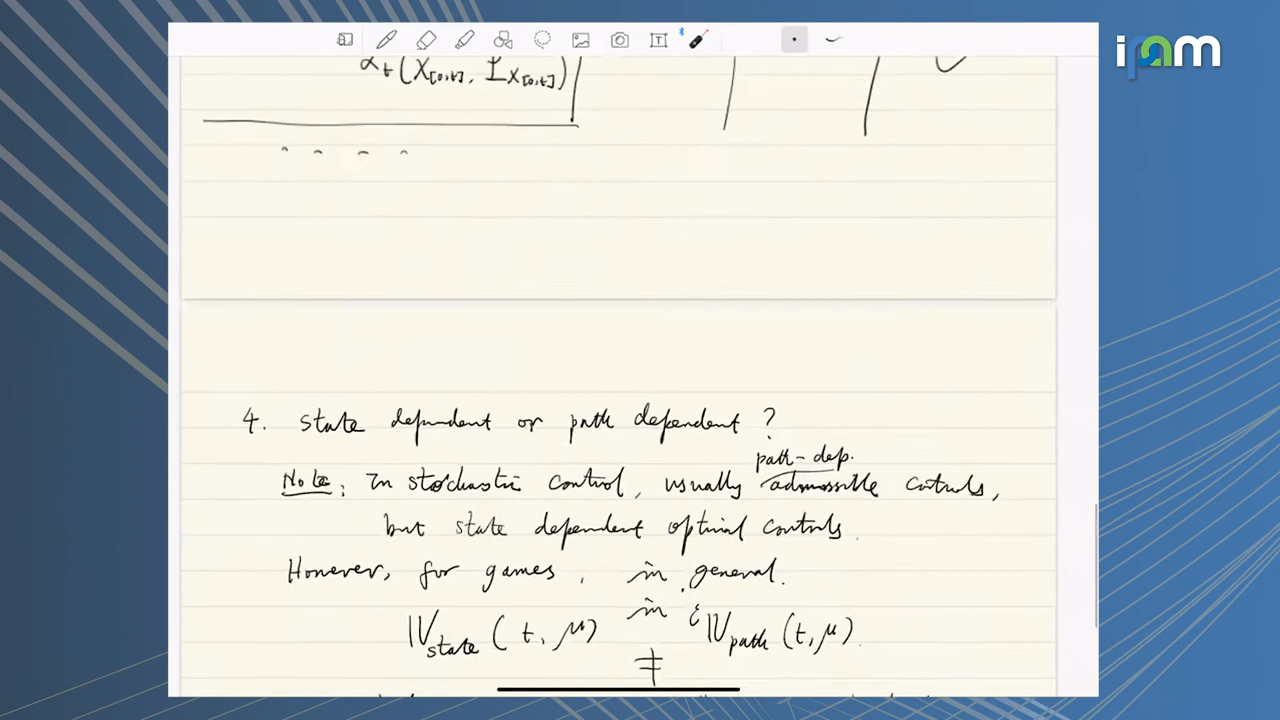 ipam
α_t(X_[0,t], ℒ_X_[0,t])
4. state dependent or path dependent ?
path-dep.
Note: In stochastic control, usually admissible controls,
but state dependent optimal controls.
However, for games, in general.
𝕍_state (t, μ) in 𝕍_path (t, μ).
≠